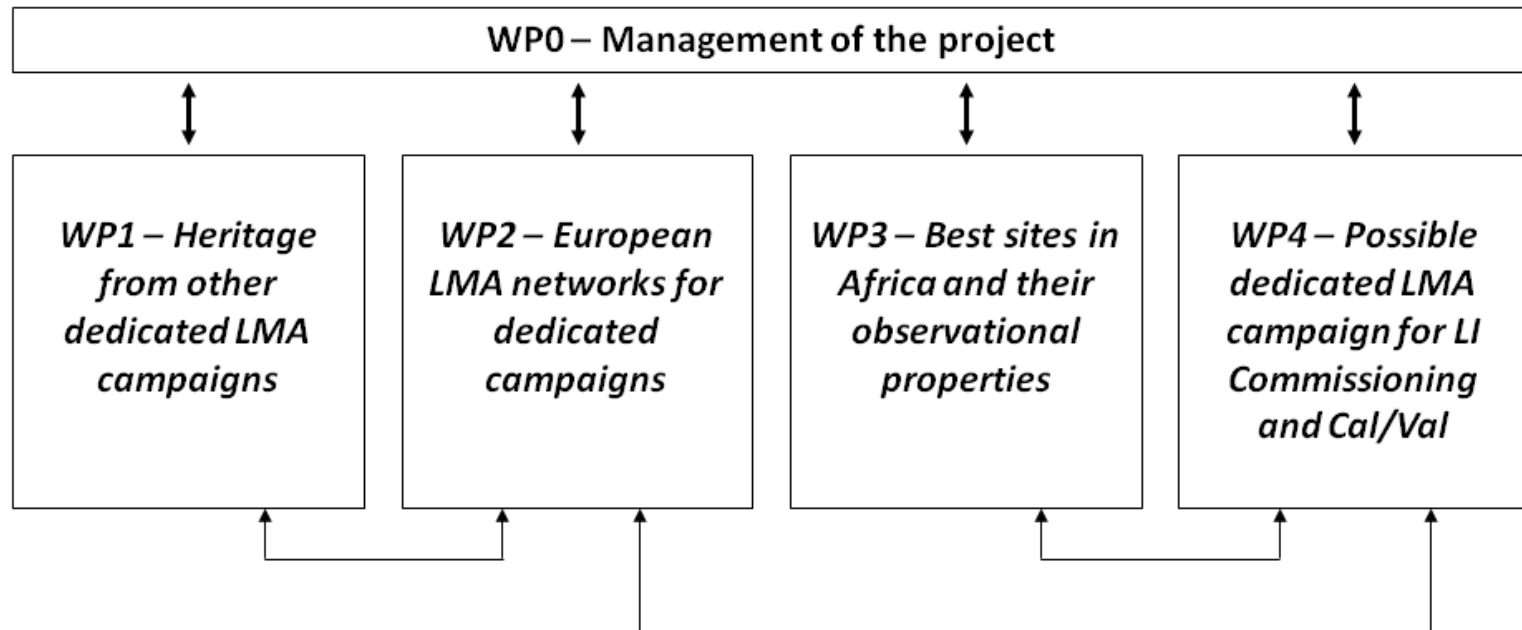 WP0 – Management of the project
WP1 – Heritage
from other
dedicated LMA
campaigns
WP2 – European
LMA networks for
dedicated
campaigns
WP3 – Best sites in
Africa and their
observational
properties
WP4 – Possible
dedicated LMA
campaign for LI
Commissioning
and Cal/Val